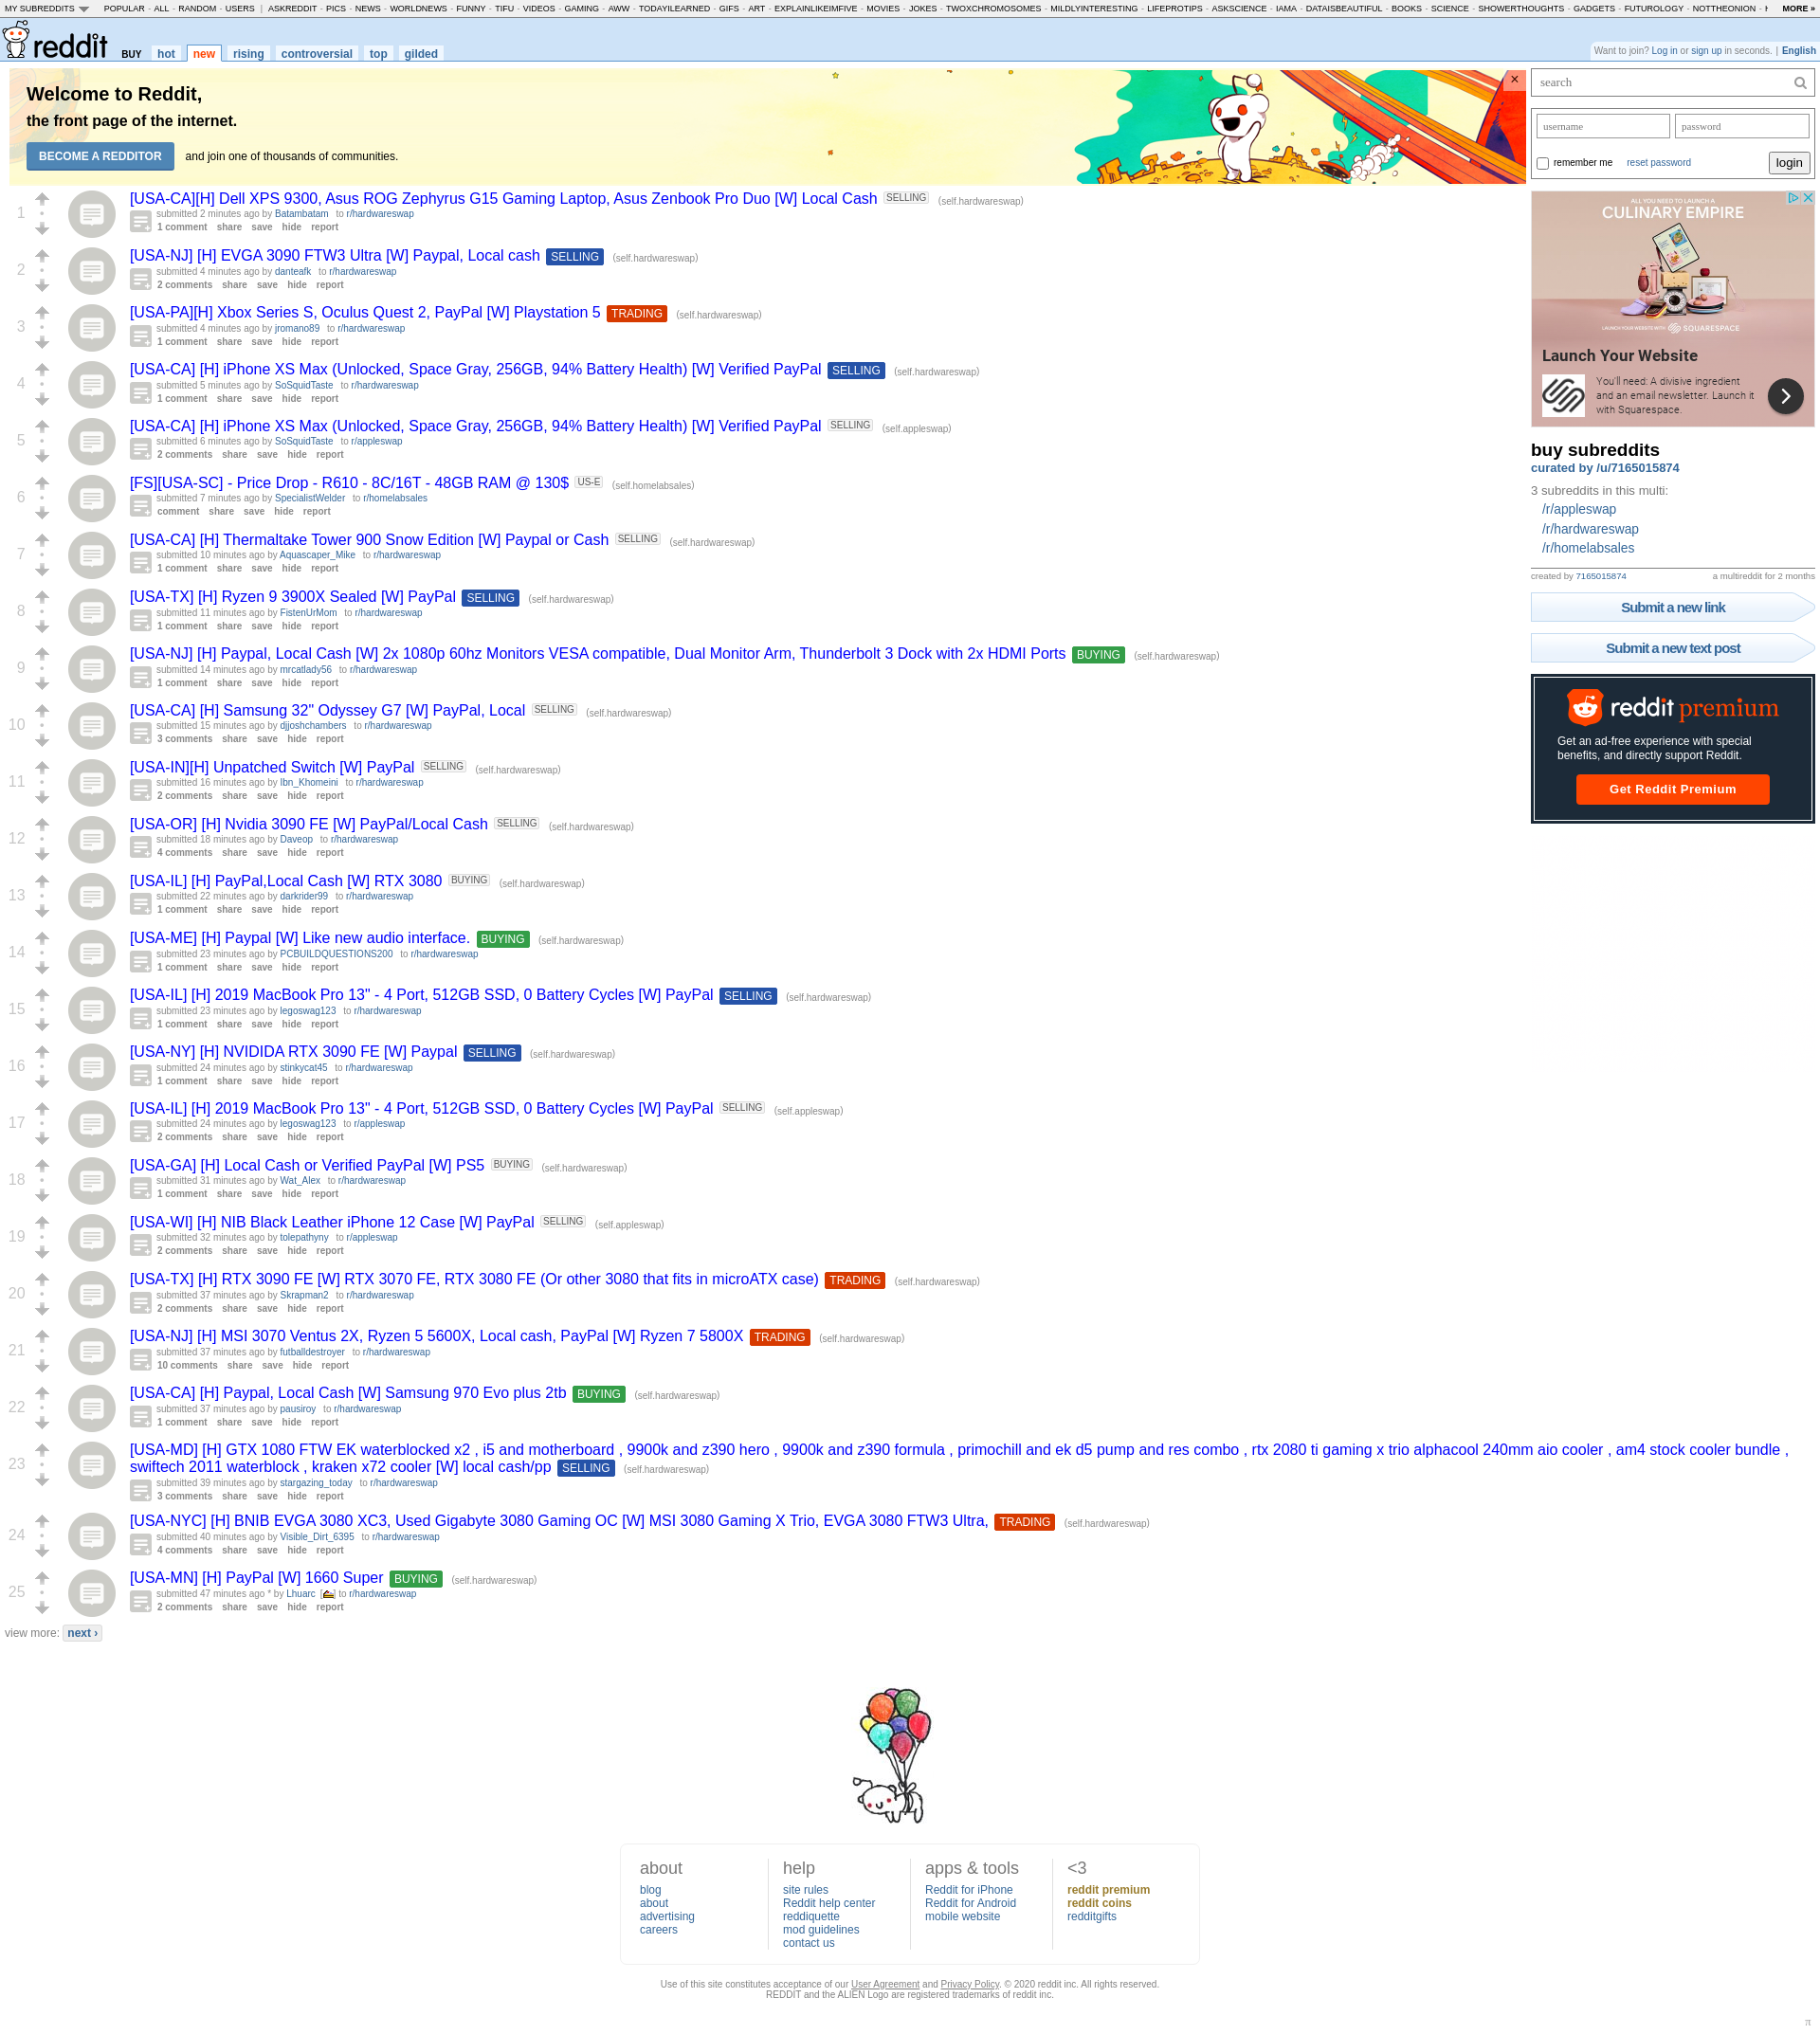 MY SUBREDDITS POPULAR - ALL - RANDOM - USERS | ASKREDDIT - PICS - NEWS - WORLDNEWS - FUNNY - TIFU - VIDEOS - GAMING - AWW - TODAYILEARNED - GIFS - ART - EXPLAINLIKEIMFIVE - MOVIES - JOKES - TWOXCHROMOSOMES - MILDLYINTERESTING - LIFEPROTIPS - ASKSCIENCE - IAMA - DATAISBEAUTIFUL - BOOKS - SCIENCE - SHOWERTHOUGHTS - GADGETS - FUTUROLOGY - NOTTHEONION - MORE »
reddit BUY hot new rising controversial top gilded
Want to join? Log in or sign up in seconds. | English
Welcome to Reddit,
the front page of the internet.
BECOME A REDDITOR and join one of thousands of communities.
×
search
username password
remember me reset password login
1
[USA-CA][H] Dell XPS 9300, Asus ROG Zephyrus G15 Gaming Laptop, Asus Zenbook Pro Duo [W] Local Cash SELLING (self.hardwareswap)
submitted 2 minutes ago by Batambatam to r/hardwareswap
1 comment share save hide report
2
[USA-NJ] [H] EVGA 3090 FTW3 Ultra [W] Paypal, Local cash SELLING (self.hardwareswap)
submitted 4 minutes ago by danteafk to r/hardwareswap
2 comments share save hide report
3
[USA-PA][H] Xbox Series S, Oculus Quest 2, PayPal [W] Playstation 5 TRADING (self.hardwareswap)
submitted 4 minutes ago by jromano89 to r/hardwareswap
1 comment share save hide report
4
[USA-CA] [H] iPhone XS Max (Unlocked, Space Gray, 256GB, 94% Battery Health) [W] Verified PayPal SELLING (self.hardwareswap)
submitted 5 minutes ago by SoSquidTaste to r/hardwareswap
1 comment share save hide report
5
[USA-CA] [H] iPhone XS Max (Unlocked, Space Gray, 256GB, 94% Battery Health) [W] Verified PayPal SELLING (self.appleswap)
submitted 6 minutes ago by SoSquidTaste to r/appleswap
2 comments share save hide report
6
[FS][USA-SC] - Price Drop - R610 - 8C/16T - 48GB RAM @ 130$ US-E (self.homelabsales)
submitted 7 minutes ago by SpecialistWelder to r/homelabsales
comment share save hide report
7
[USA-CA] [H] Thermaltake Tower 900 Snow Edition [W] Paypal or Cash SELLING (self.hardwareswap)
submitted 10 minutes ago by Aquascaper_Mike to r/hardwareswap
1 comment share save hide report
8
[USA-TX] [H] Ryzen 9 3900X Sealed [W] PayPal SELLING (self.hardwareswap)
submitted 11 minutes ago by FistenUrMom to r/hardwareswap
1 comment share save hide report
9
[USA-NJ] [H] Paypal, Local Cash [W] 2x 1080p 60hz Monitors VESA compatible, Dual Monitor Arm, Thunderbolt 3 Dock with 2x HDMI Ports BUYING (self.hardwareswap)
submitted 14 minutes ago by mrcatlady56 to r/hardwareswap
1 comment share save hide report
10
[USA-CA] [H] Samsung 32" Odyssey G7 [W] PayPal, Local SELLING (self.hardwareswap)
submitted 15 minutes ago by djjoshchambers to r/hardwareswap
3 comments share save hide report
11
[USA-IN][H] Unpatched Switch [W] PayPal SELLING (self.hardwareswap)
submitted 16 minutes ago by Ibn_Khomeini to r/hardwareswap
2 comments share save hide report
12
[USA-OR] [H] Nvidia 3090 FE [W] PayPal/Local Cash SELLING (self.hardwareswap)
submitted 18 minutes ago by Daveop to r/hardwareswap
4 comments share save hide report
13
[USA-IL] [H] PayPal,Local Cash [W] RTX 3080 BUYING (self.hardwareswap)
submitted 22 minutes ago by darkrider99 to r/hardwareswap
1 comment share save hide report
14
[USA-ME] [H] Paypal [W] Like new audio interface. BUYING (self.hardwareswap)
submitted 23 minutes ago by PCBUILDQUESTIONS200 to r/hardwareswap
1 comment share save hide report
15
[USA-IL] [H] 2019 MacBook Pro 13" - 4 Port, 512GB SSD, 0 Battery Cycles [W] PayPal SELLING (self.hardwareswap)
submitted 23 minutes ago by legoswag123 to r/hardwareswap
1 comment share save hide report
16
[USA-NY] [H] NVIDIDA RTX 3090 FE [W] Paypal SELLING (self.hardwareswap)
submitted 24 minutes ago by stinkycat45 to r/hardwareswap
1 comment share save hide report
17
[USA-IL] [H] 2019 MacBook Pro 13" - 4 Port, 512GB SSD, 0 Battery Cycles [W] PayPal SELLING (self.appleswap)
submitted 24 minutes ago by legoswag123 to r/appleswap
2 comments share save hide report
18
[USA-GA] [H] Local Cash or Verified PayPal [W] PS5 BUYING (self.hardwareswap)
submitted 31 minutes ago by Wat_Alex to r/hardwareswap
1 comment share save hide report
19
[USA-WI] [H] NIB Black Leather iPhone 12 Case [W] PayPal SELLING (self.appleswap)
submitted 32 minutes ago by tolepathyny to r/appleswap
2 comments share save hide report
20
[USA-TX] [H] RTX 3090 FE [W] RTX 3070 FE, RTX 3080 FE (Or other 3080 that fits in microATX case) TRADING (self.hardwareswap)
submitted 37 minutes ago by Skrapman2 to r/hardwareswap
2 comments share save hide report
21
[USA-NJ] [H] MSI 3070 Ventus 2X, Ryzen 5 5600X, Local cash, PayPal [W] Ryzen 7 5800X TRADING (self.hardwareswap)
submitted 37 minutes ago by futballdestroyer to r/hardwareswap
10 comments share save hide report
22
[USA-CA] [H] Paypal, Local Cash [W] Samsung 970 Evo plus 2tb BUYING (self.hardwareswap)
submitted 37 minutes ago by pausiroy to r/hardwareswap
1 comment share save hide report
23
[USA-MD] [H] GTX 1080 FTW EK waterblocked x2 , i5 and motherboard , 9900k and z390 hero , 9900k and z390 formula , primochill and ek d5 pump and res combo , rtx 2080 ti gaming x trio alphacool 240mm aio cooler , am4 stock cooler bundle ,
swiftech 2011 waterblock , kraken x72 cooler [W] local cash/pp SELLING (self.hardwareswap)
submitted 39 minutes ago by stargazing_today to r/hardwareswap
3 comments share save hide report
24
[USA-NYC] [H] BNIB EVGA 3080 XC3, Used Gigabyte 3080 Gaming OC [W] MSI 3080 Gaming X Trio, EVGA 3080 FTW3 Ultra, TRADING (self.hardwareswap)
submitted 40 minutes ago by Visible_Dirt_6395 to r/hardwareswap
4 comments share save hide report
25
[USA-MN] [H] PayPal [W] 1660 Super BUYING (self.hardwareswap)
submitted 47 minutes ago * by Lhuarc [ ] to r/hardwareswap
2 comments share save hide report
view more: next ›
ALL YOU NEED TO LAUNCH A
CULINARY EMPIRE
LAUNCH YOUR WEBSITE WITH SQUARESPACE
Launch Your Website
You'll need: A divisive ingredient
and an email newsletter. Launch it
with Squarespace.
buy subreddits
curated by /u/7165015874
3 subreddits in this multi:
/r/appleswap
/r/hardwareswap
/r/homelabsales
created by 7165015874 a multireddit for 2 months
Submit a new link
Submit a new text post
reddit premium
Get an ad-free experience with special
benefits, and directly support Reddit.
Get Reddit Premium
about
blog
about
advertising
careers
help
site rules
Reddit help center
reddiquette
mod guidelines
contact us
apps & tools
Reddit for iPhone
Reddit for Android
mobile website
<3
reddit premium
reddit coins
redditgifts
Use of this site constitutes acceptance of our User Agreement and Privacy Policy. © 2020 reddit inc. All rights reserved.
REDDIT and the ALIEN Logo are registered trademarks of reddit inc.
π